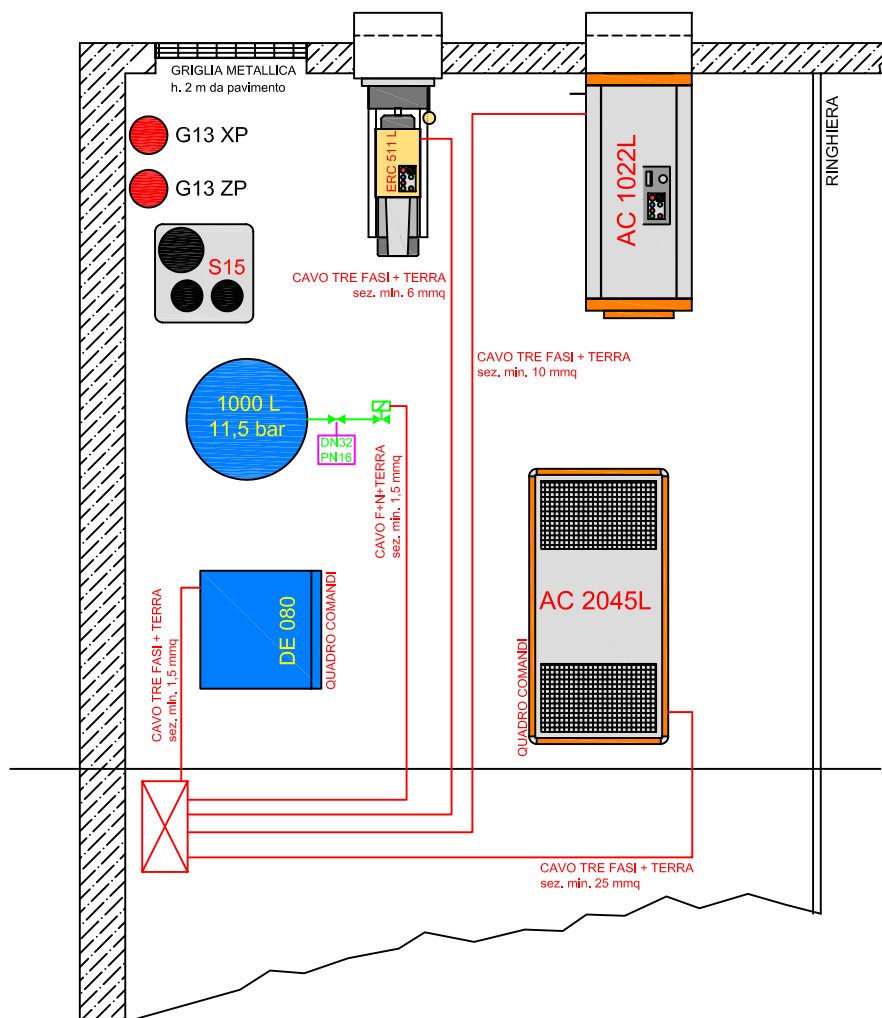 GRIGLIA METALLICA
h. 2 m da pavimento
G13 XP
G13 ZP
S15
ERC 511 L
AC 1022L
RINGHIERA
CAVO TRE FASI + TERRA
sez. min. 6 mmq
CAVO TRE FASI + TERRA
sez. min. 10 mmq
1000 L
11,5 bar
DN32
PN16
CAVO F+N+TERRA
sez. min. 1,5 mmq
DE 080
QUADRO COMANDI
CAVO TRE FASI + TERRA
sez. min. 1,5 mmq
AC 2045L
QUADRO COMANDI
CAVO TRE FASI + TERRA
sez. min. 25 mmq